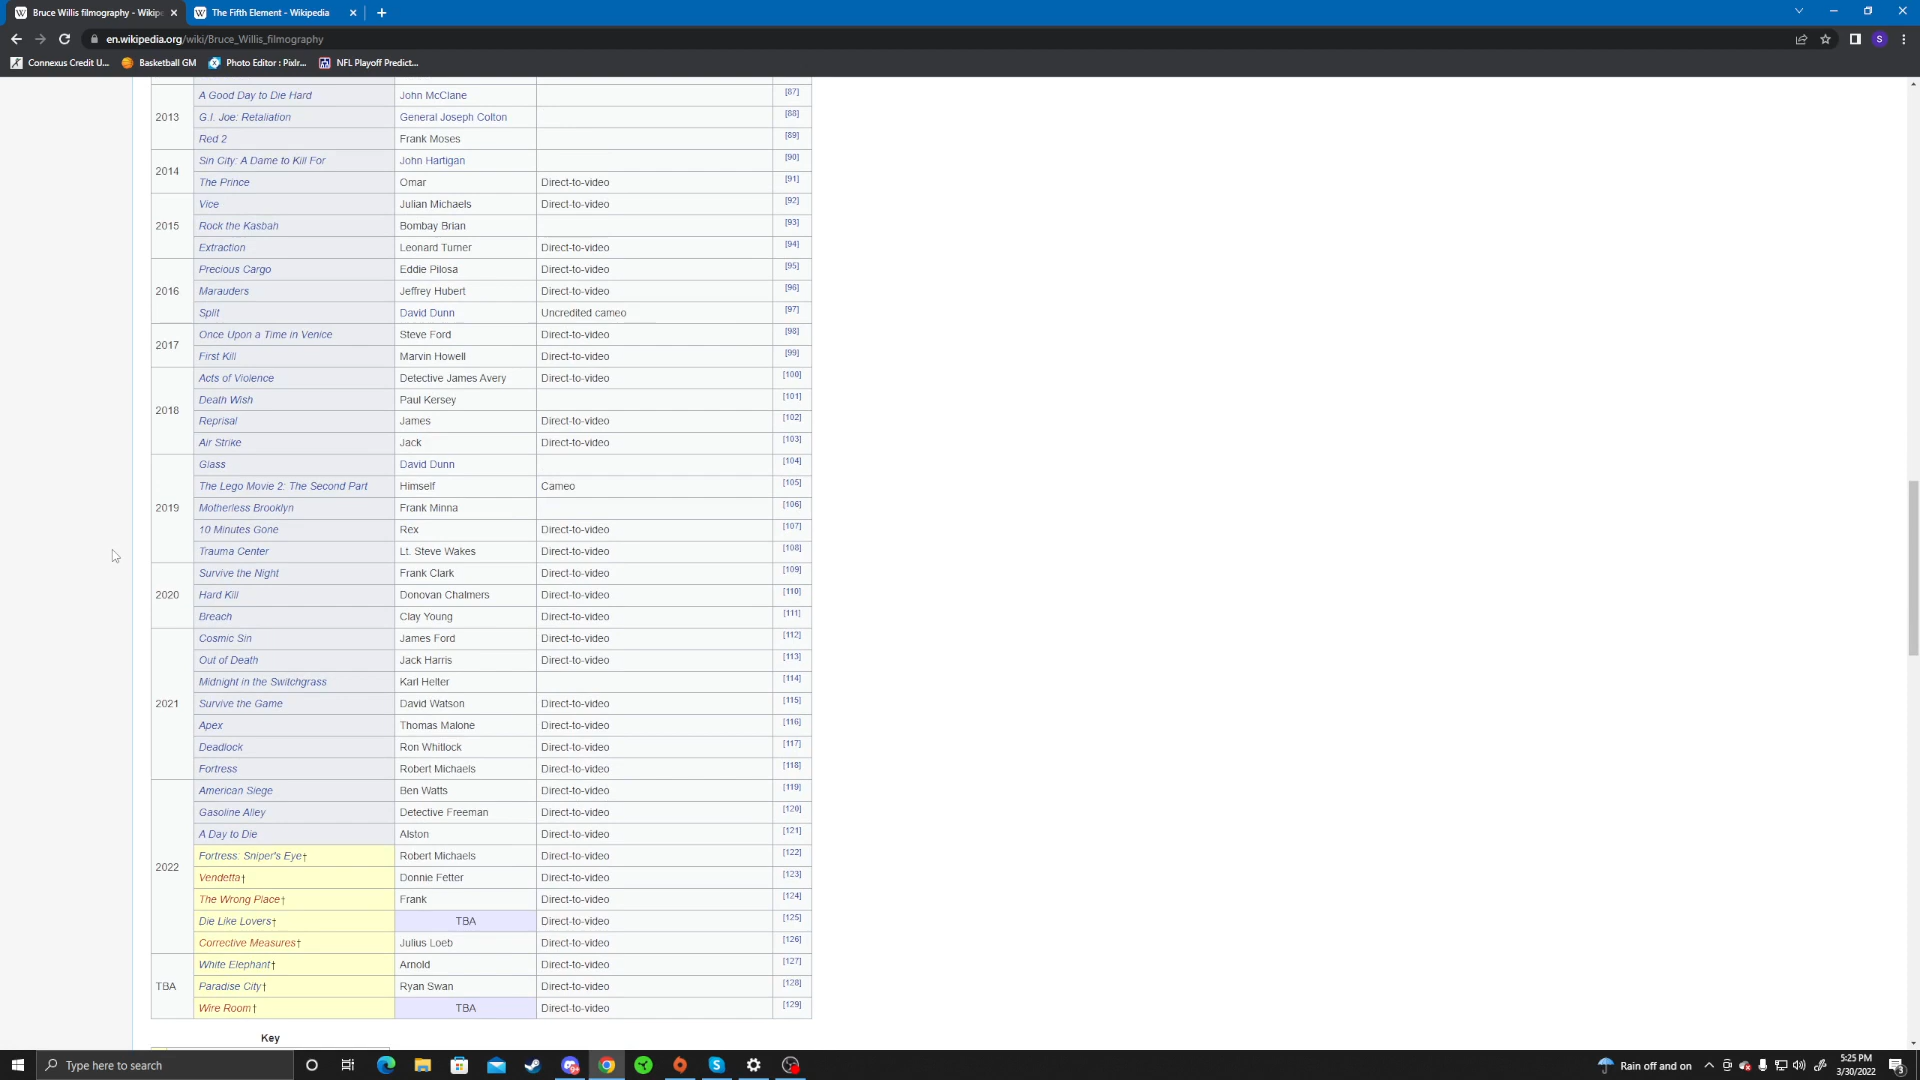 Bruce Willis filmography - Wikip
The Fifth Element - Wikipedia
en.wikipedia.org/wiki/Bruce_Willis_filmography
S
Connexus Credit U...
Basketball GM
Photo Editor : Pixlr...
NFL Playoff Predict...
2013
A Good Day to Die Hard John McClane [87]
G.I. Joe: Retaliation General Joseph Colton [88]
Red 2 Frank Moses [89]
2014
Sin City: A Dame to Kill For John Hartigan [90]
The Prince Omar Direct-to-video [91]
2015
Vice Julian Michaels Direct-to-video [92]
Rock the Kasbah Bombay Brian [93]
Extraction Leonard Turner Direct-to-video [94]
2016
Precious Cargo Eddie Pilosa Direct-to-video [95]
Marauders Jeffrey Hubert Direct-to-video [96]
Split David Dunn Uncredited cameo [97]
2017
Once Upon a Time in Venice Steve Ford Direct-to-video [98]
First Kill Marvin Howell Direct-to-video [99]
2018
Acts of Violence Detective James Avery Direct-to-video [100]
Death Wish Paul Kersey [101]
Reprisal James Direct-to-video [102]
Air Strike Jack Direct-to-video [103]
2019
Glass David Dunn [104]
The Lego Movie 2: The Second Part Himself Cameo [105]
Motherless Brooklyn Frank Minna [106]
10 Minutes Gone Rex Direct-to-video [107]
Trauma Center Lt. Steve Wakes Direct-to-video [108]
2020
Survive the Night Frank Clark Direct-to-video [109]
Hard Kill Donovan Chalmers Direct-to-video [110]
Breach Clay Young Direct-to-video [111]
2021
Cosmic Sin James Ford Direct-to-video [112]
Out of Death Jack Harris Direct-to-video [113]
Midnight in the Switchgrass Karl Helter [114]
Survive the Game David Watson Direct-to-video [115]
Apex Thomas Malone Direct-to-video [116]
Deadlock Ron Whitlock Direct-to-video [117]
Fortress Robert Michaels Direct-to-video [118]
2022
American Siege Ben Watts Direct-to-video [119]
Gasoline Alley Detective Freeman Direct-to-video [120]
A Day to Die Alston Direct-to-video [121]
Fortress: Sniper's Eye† Robert Michaels Direct-to-video [122]
Vendetta† Donnie Fetter Direct-to-video [123]
The Wrong Place† Frank Direct-to-video [124]
Die Like Lovers† TBA Direct-to-video [125]
Corrective Measures† Julius Loeb Direct-to-video [126]
TBA
White Elephant† Arnold Direct-to-video [127]
Paradise City† Ryan Swan Direct-to-video [128]
Wire Room† TBA Direct-to-video [129]
Key
Type here to search
Rain off and on
5:25 PM
3/30/2022
3